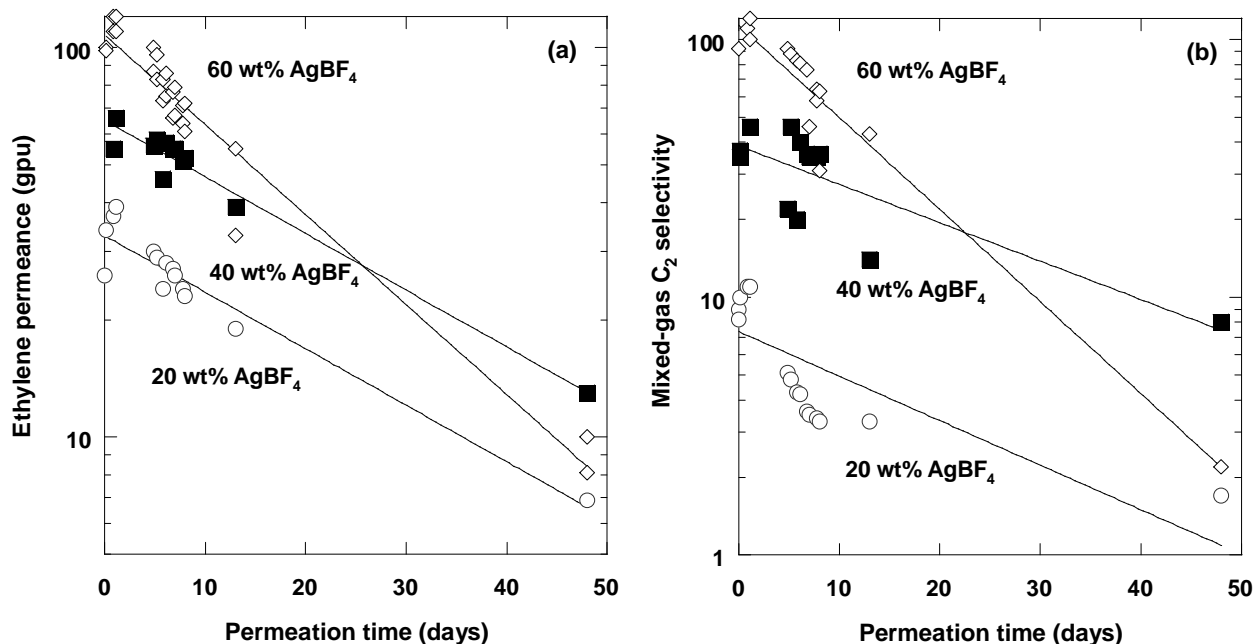 (a)
100
60 wt% AgBF₄
40 wt% AgBF₄
20 wt% AgBF₄
10
Ethylene permeance (gpu)
0 10 20 30 40 50
Permeation time (days)
(b)
100
60 wt% AgBF₄
40 wt% AgBF₄
10
20 wt% AgBF₄
1
Mixed-gas C₂ selectivity
0 10 20 30 40 50
Permeation time (days)